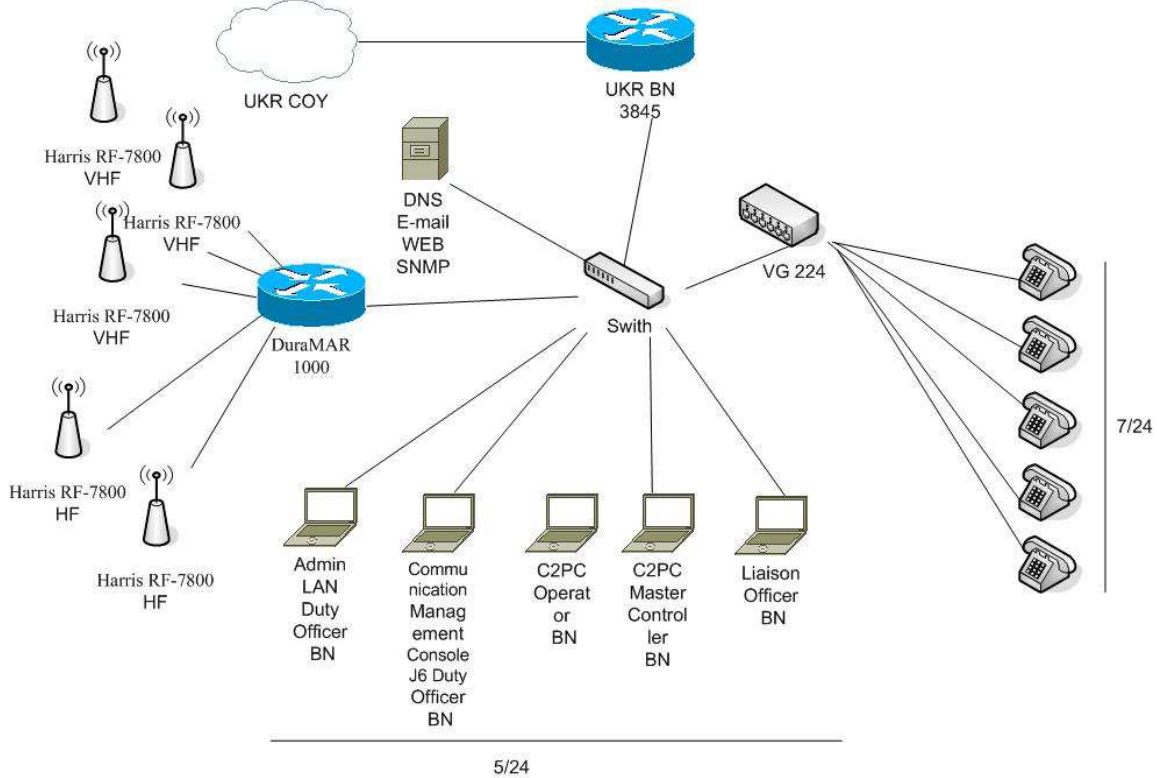 UKR COY
UKR BN
3845
Harris RF-7800
VHF
Harris RF-7800
VHF
Harris RF-7800
VHF
DNS
E-mail
WEB
SNMP
VG 224
Swith
DuraMAR
1000
7/24
Harris RF-7800
HF
Harris RF-7800
HF
Admin
LAN
Duty
Officer
BN
Commu
nication
Manag
ement
Console
J6 Duty
Officer
BN
C2PC
Operat
or
BN
C2PC
Master
Control
ler
BN
Liaison
Officer
BN
5/24